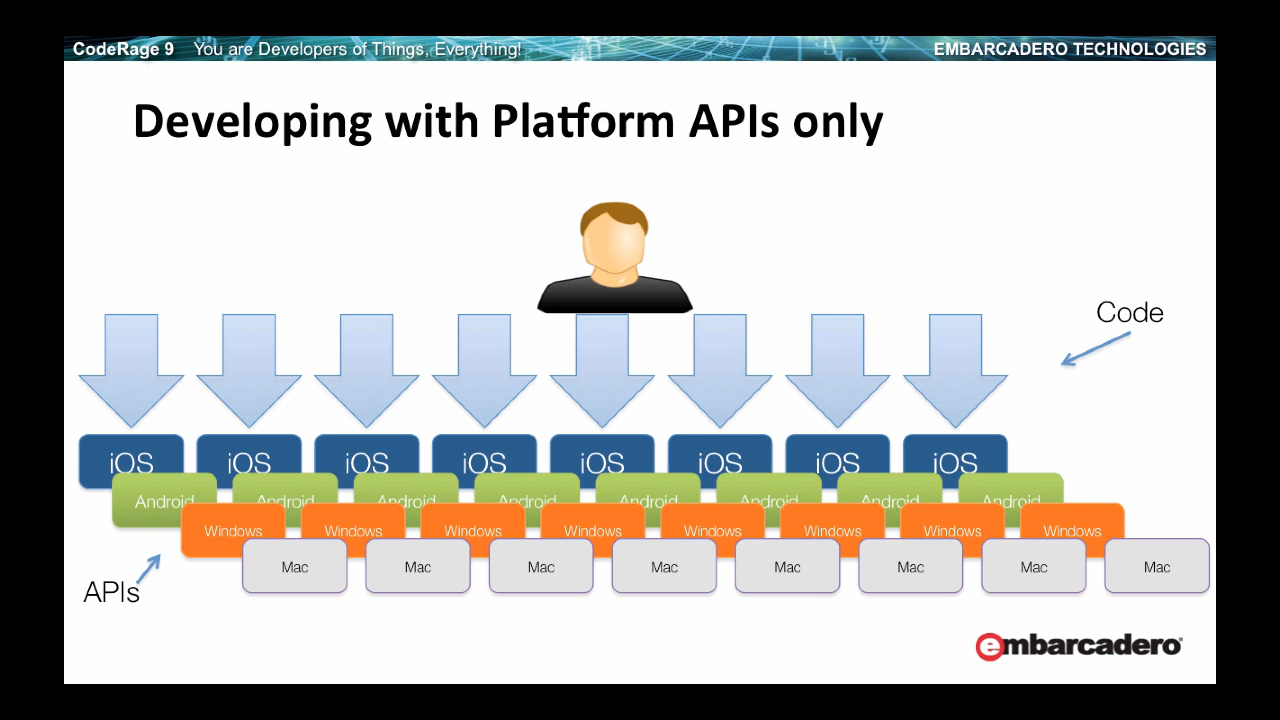 CodeRage 9 You are Developers of Things, Everything! EMBARCADERO TECHNOLOGIES
Developing with Platform APIs only
Code
iOS iOS iOS iOS iOS iOS iOS iOS
Android Android Android Android Android Android Android Android
Windows Windows Windows Windows Windows Windows Windows Windows
Mac Mac Mac Mac Mac Mac Mac Mac
APIs
embarcadero®